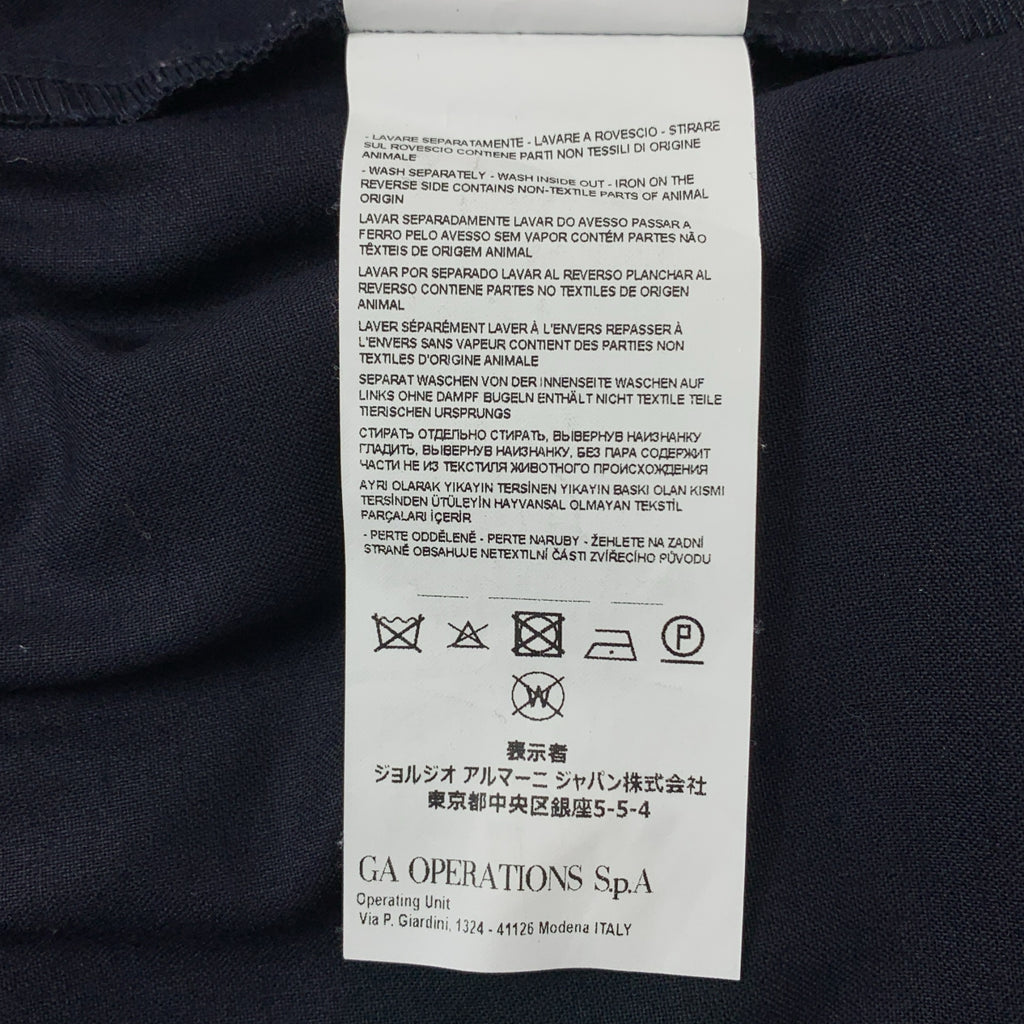 - LAVARE SEPARATAMENTE - LAVARE A ROVESCIO - STIRARE
SUL ROVESCIO CONTIENE PARTI NON TESSILI DI ORIGINE
ANIMALE
- WASH SEPARATELY - WASH INSIDE OUT - IRON ON THE
REVERSE SIDE CONTAINS NON-TEXTILE PARTS OF ANIMAL
ORIGIN
LAVAR SEPARADAMENTE LAVAR DO AVESSO PASSAR A
FERRO PELO AVESSO SEM VAPOR CONTÉM PARTES NÃO
TÊXTEIS DE ORIGEM ANIMAL
LAVAR POR SEPARADO LAVAR AL REVERSO PLANCHAR AL
REVERSO CONTIENE PARTES NO TEXTILES DE ORIGEN
ANIMAL
LAVER SÉPARÉMENT LAVER À L'ENVERS REPASSER À
L'ENVERS SANS VAPEUR CONTIENT DES PARTIES NON
TEXTILES D'ORIGINE ANIMALE
SEPARAT WASCHEN VON DER INNENSEITE WASCHEN AUF
LINKS OHNE DAMPF BUGELN ENTHÄLT NICHT TEXTILE TEILE
TIERISCHEN URSPRUNGS
СТИРАТЬ ОТДЕЛЬНО СТИРАТЬ, ВЫВЕРНУВ НАИЗНАНКУ
ГЛАДИТЬ, ВЫВЕРНУВ НАИЗНАНКУ, БЕЗ ПАРА СОДЕРЖИТ
ЧАСТИ НЕ ИЗ ТЕКСТИЛЯ ЖИВОТНОГО ПРОИСХОЖДЕНИЯ
AYRI OLARAK YIKAYIN TERSİNEN YIKAYIN BASKI OLAN KISMI
TERSİNDEN ÜTÜLEYİN HAYVANSAL OLMAYAN TEKSTİL
PARÇALARI İÇERİR
- PERTE ODDĚLENĚ - PERTE NARUBY - ŽEHLETE NA ZADNÍ
STRANĚ OBSAHUJE NETEXTILNÍ ČÁSTI ZVÍŘECÍHO PŮVODU
P
W
表示者
ジョルジオ アルマーニ ジャパン株式会社
東京都中央区銀座5-5-4
GA OPERATIONS S.p.A
Operating Unit
Via P. Giardini, 1324 - 41126 Modena ITALY